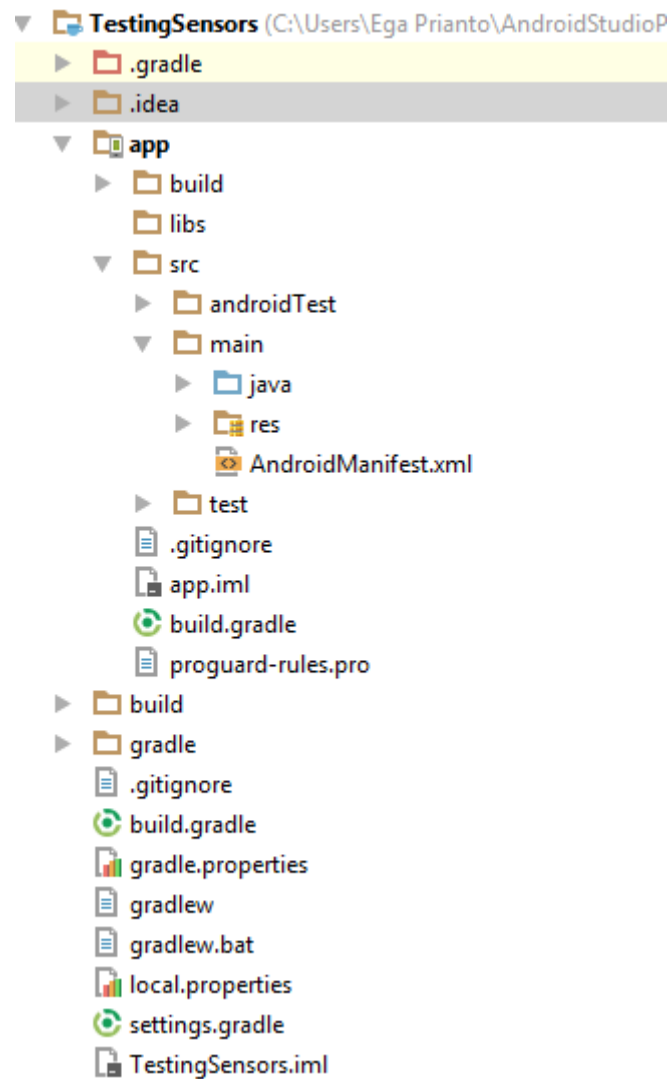 TestingSensors (C:\Users\Ega Prianto\AndroidStudioP
.gradle
.idea
app
build
libs
src
androidTest
main
java
res
AndroidManifest.xml
test
.gitignore
app.iml
build.gradle
proguard-rules.pro
build
gradle
.gitignore
build.gradle
gradle.properties
gradlew
gradlew.bat
local.properties
settings.gradle
TestingSensors.iml